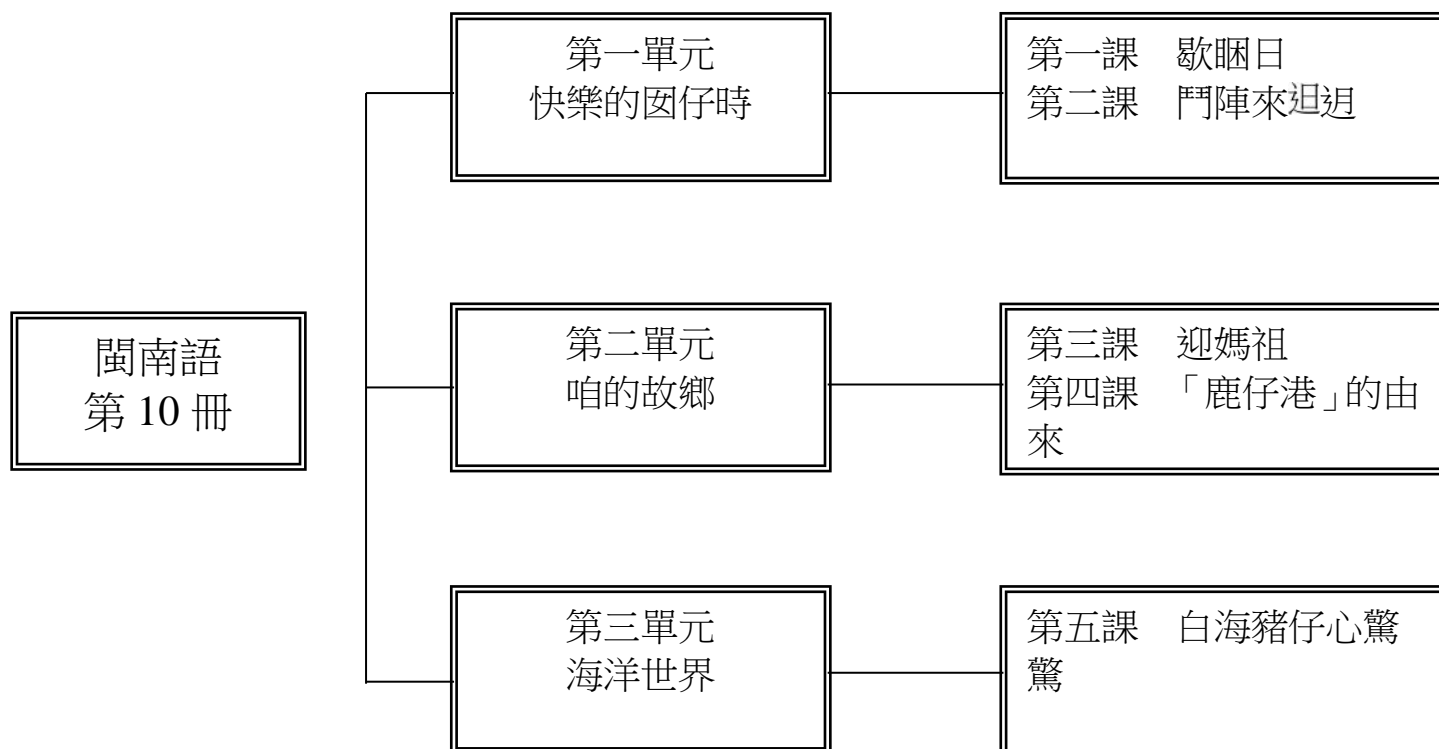 第一單元
快樂的囡仔時
第一課 歇睏日
第二課 鬥陣來𨑨迌
閩南語
第 10 冊
第二單元
咱的故鄉
第三課 迎媽祖
第四課 「鹿仔港」的由
來
第三單元
海洋世界
第五課 白海豬仔心驚
驚